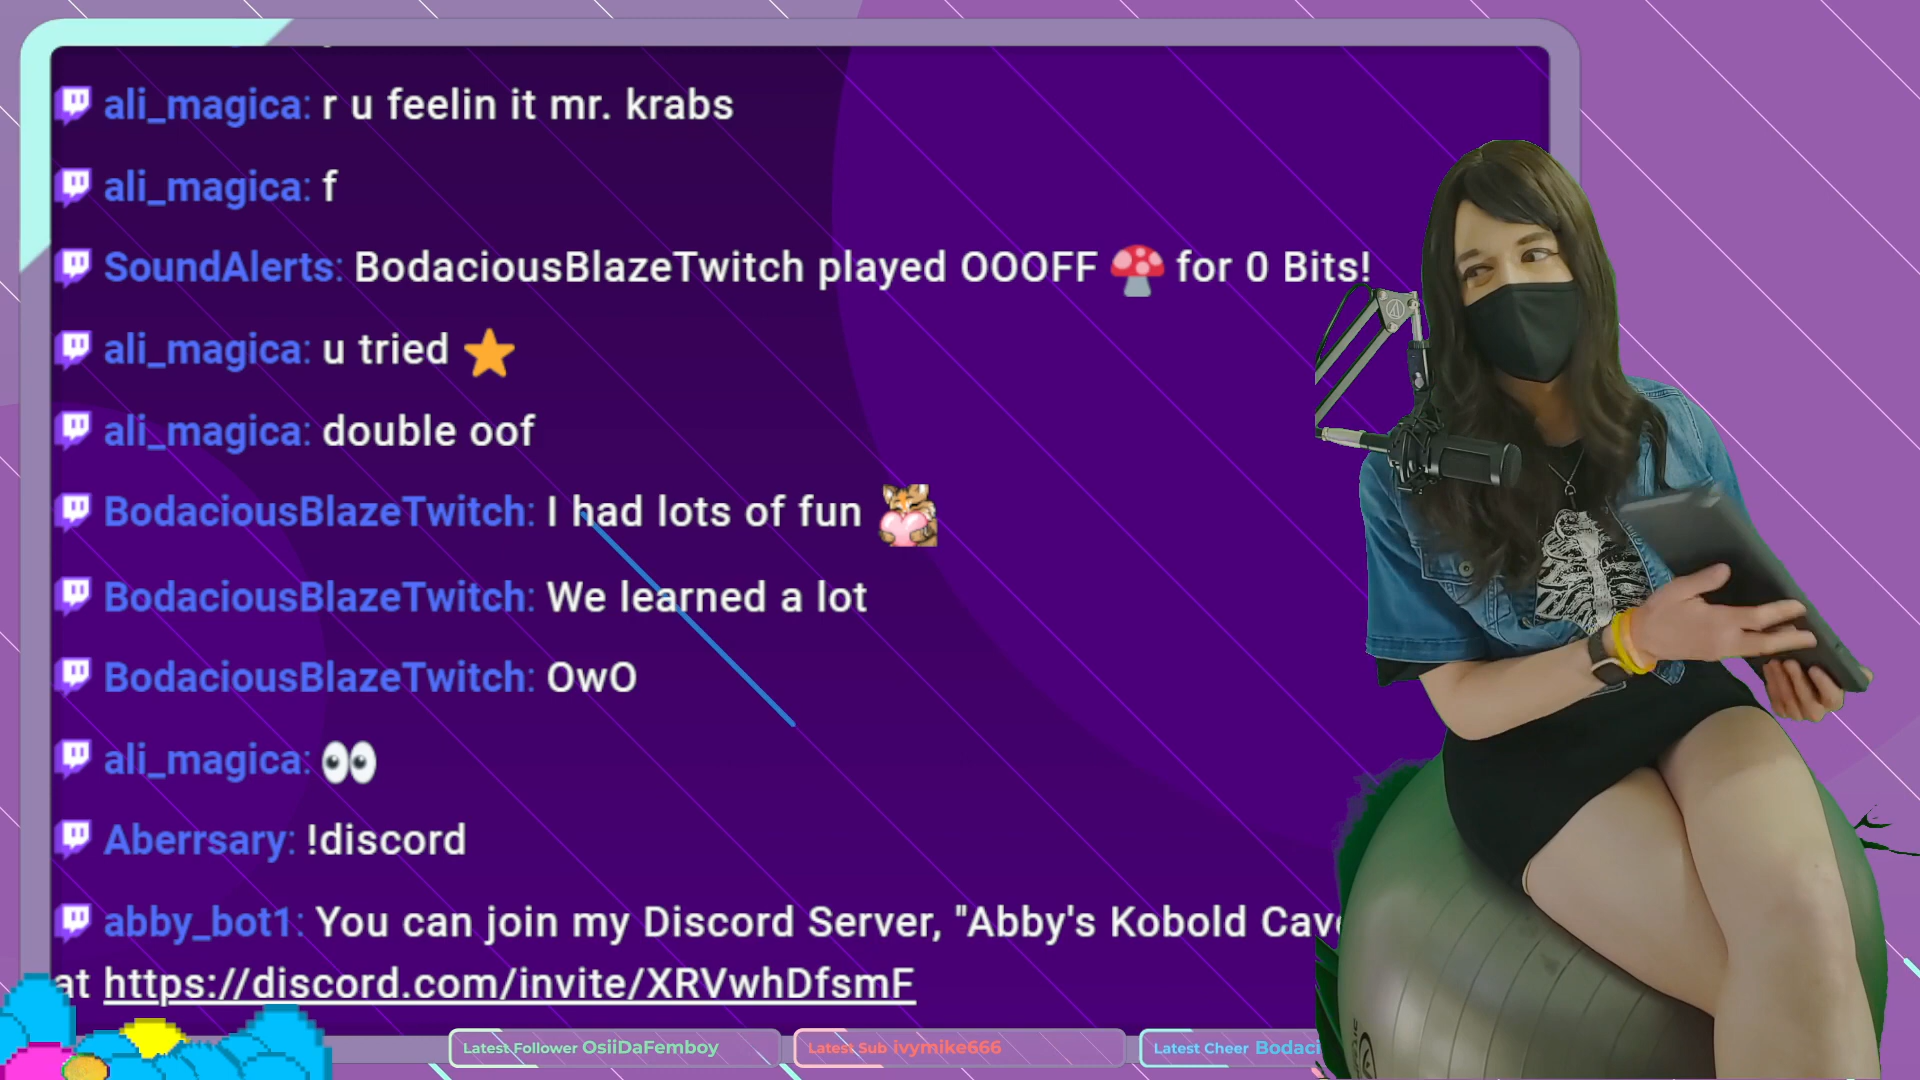 ali_magica: r u feelin it mr. krabs
ali_magica: f
SoundAlerts: BodaciousBlazeTwitch played OOOFF 🍄 for 0 Bits!
ali_magica: u tried ⭐
ali_magica: double oof
BodaciousBlazeTwitch: I had lots of fun
BodaciousBlazeTwitch: We learned a lot
BodaciousBlazeTwitch: OwO
ali_magica: 👀
Aberrsary: !discord
abby_bot1: You can join my Discord Server, "Abby's Kobold Cav
at https://discord.com/invite/XRVwhDfsmF
Latest Follower OsiiDaFemboy
Latest Sub ivymike666
Latest Cheer Bodaci